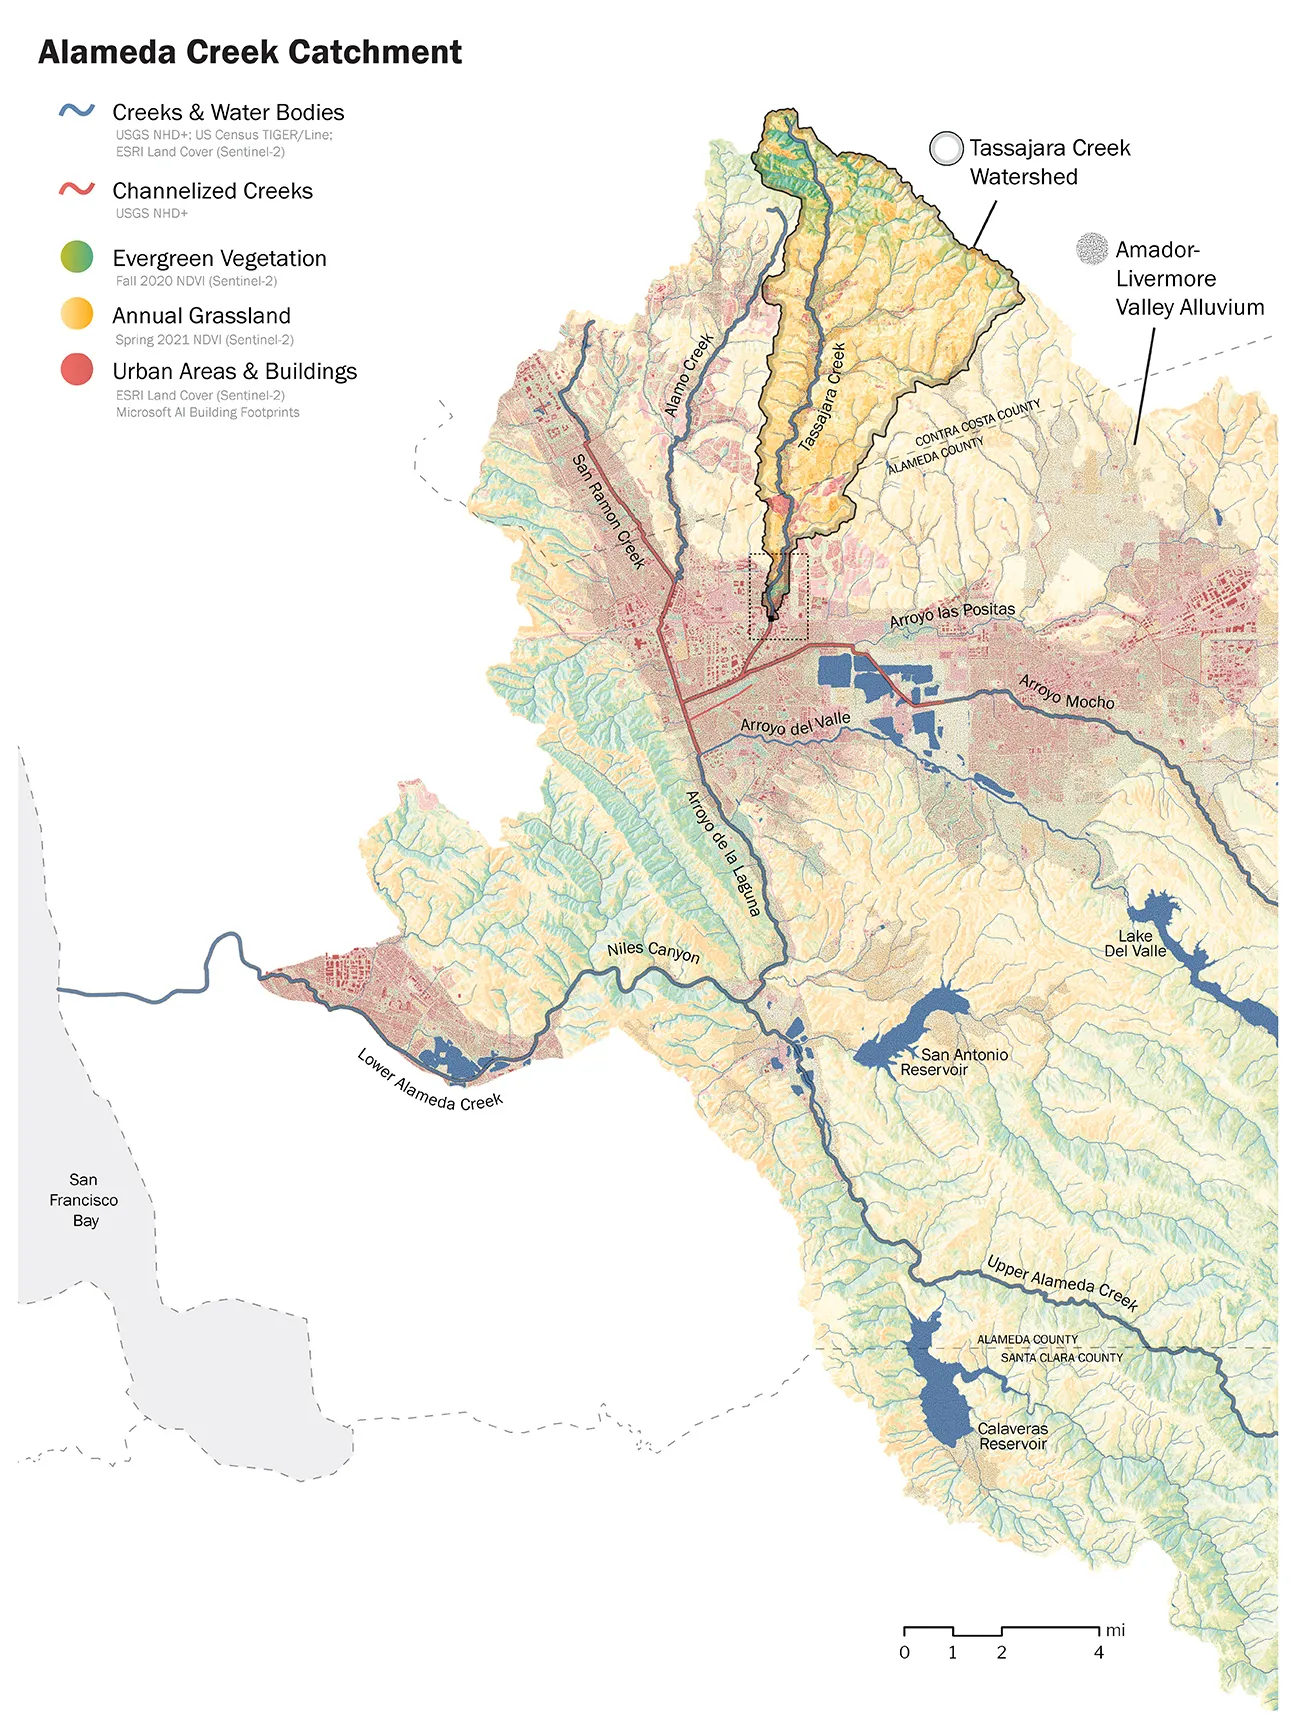 Alameda Creek Catchment
Creeks & Water Bodies
USGS NHD+; US Census TIGER/Line;
ESRI Land Cover (Sentinel-2)
Channelized Creeks
USGS NHD+
Evergreen Vegetation
Fall 2020 NDVI (Sentinel-2)
Annual Grassland
Spring 2021 NDVI (Sentinel-2)
Urban Areas & Buildings
ESRI Land Cover (Sentinel-2)
Microsoft AI Building Footprints
Tassajara Creek
Watershed
Amador-
Livermore
Valley Alluvium
Alamo Creek
Tassajara Creek
CONTRA COSTA COUNTY
ALAMEDA COUNTY
San Ramon Creek
Arroyo las Positas
Arroyo Mocho
Arroyo del Valle
Arroyo de la Laguna
Niles Canyon
Lake
Del Valle
San Antonio
Reservoir
Lower Alameda Creek
San
Francisco
Bay
Upper Alameda Creek
ALAMEDA COUNTY
SANTA CLARA COUNTY
Calaveras
Reservoir
mi
0 1 2 4